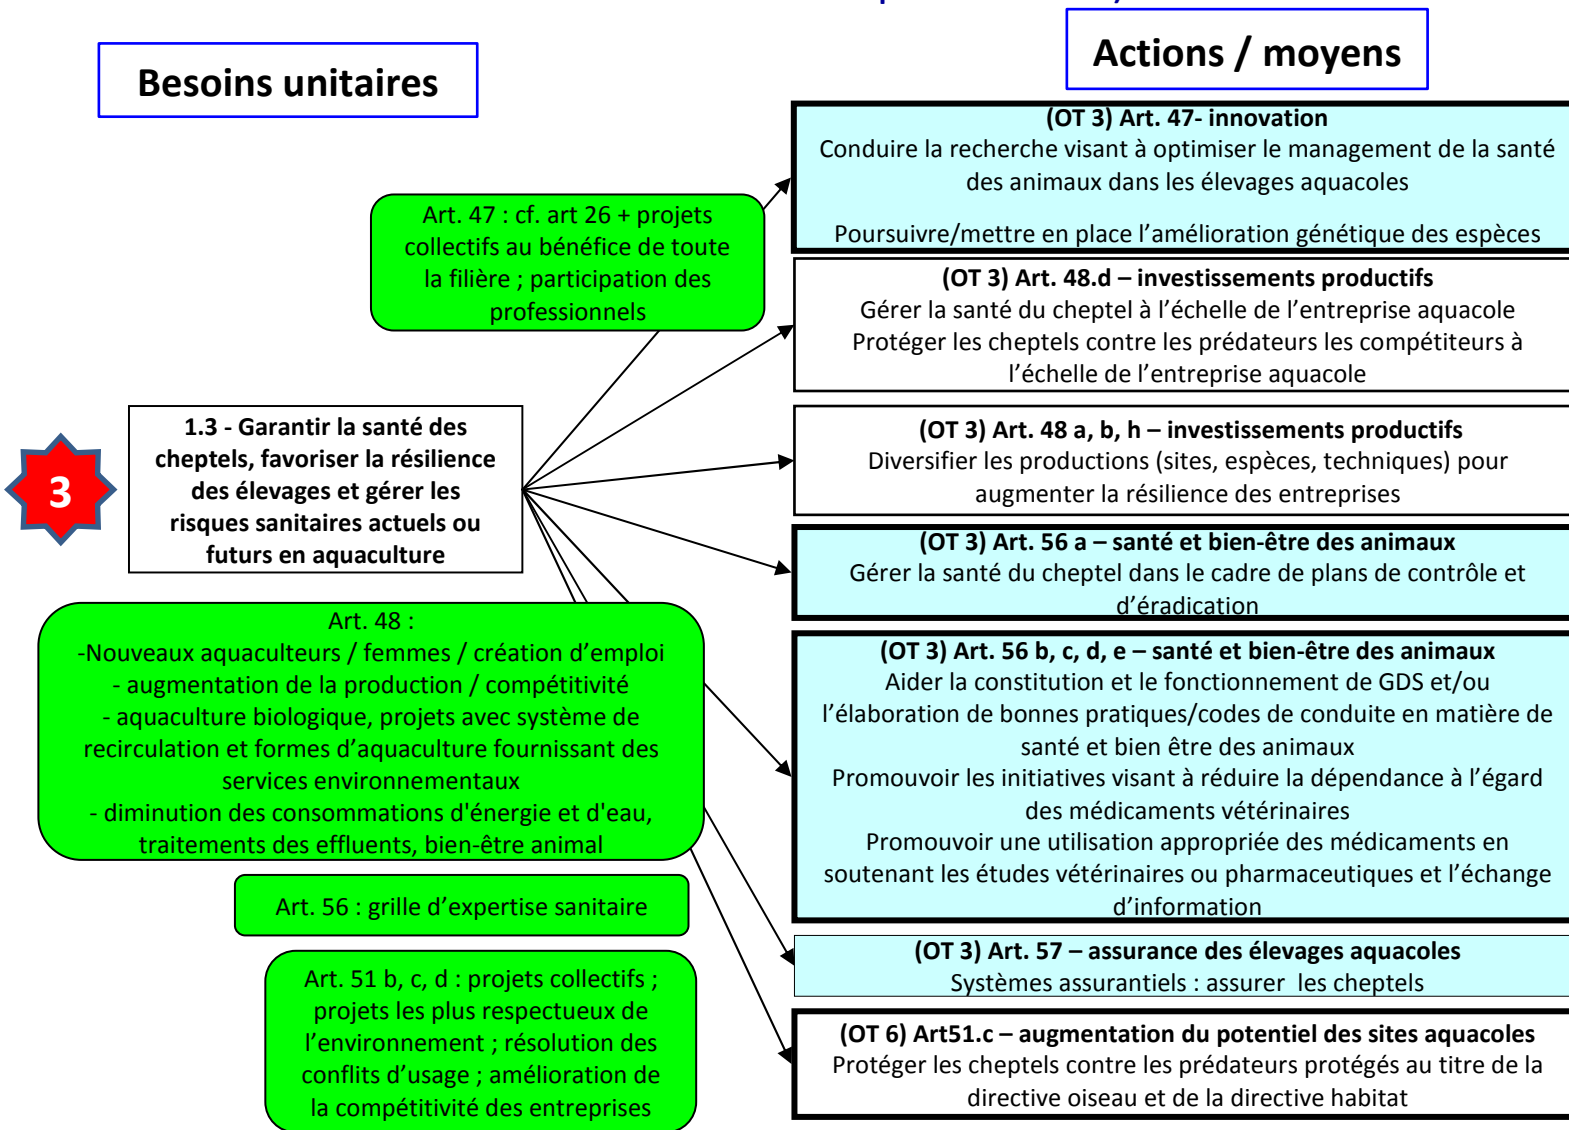 Besoins unitaires
Actions / moyens
(OT 3) Art. 47- innovation
Conduire la recherche visant à optimiser le management de la santé
des animaux dans les élevages aquacoles
Poursuivre/mettre en place l’amélioration génétique des espèces
Art. 47 : cf. art 26 + projets
collectifs au bénéfice de toute
la filière ; participation des
professionnels
(OT 3) Art. 48.d – investissements productifs
Gérer la santé du cheptel à l’échelle de l’entreprise aquacole
Protéger les cheptels contre les prédateurs les compétiteurs à
l’échelle de l’entreprise aquacole
3
1.3 - Garantir la santé des
cheptels, favoriser la résilience
des élevages et gérer les
risques sanitaires actuels ou
futurs en aquaculture
(OT 3) Art. 48 a, b, h – investissements productifs
Diversifier les productions (sites, espèces, techniques) pour
augmenter la résilience des entreprises
(OT 3) Art. 56 a – santé et bien-être des animaux
Gérer la santé du cheptel dans le cadre de plans de contrôle et
d’éradication
Art. 48 :
-Nouveaux aquaculteurs / femmes / création d’emploi
- augmentation de la production / compétitivité
- aquaculture biologique, projets avec système de
recirculation et formes d’aquaculture fournissant des
services environnementaux
- diminution des consommations d'énergie et d'eau,
traitements des effluents, bien-être animal
(OT 3) Art. 56 b, c, d, e – santé et bien-être des animaux
Aider la constitution et le fonctionnement de GDS et/ou
l’élaboration de bonnes pratiques/codes de conduite en matière de
santé et bien être des animaux
Promouvoir les initiatives visant à réduire la dépendance à l’égard
des médicaments vétérinaires
Promouvoir une utilisation appropriée des médicaments en
soutenant les études vétérinaires ou pharmaceutiques et l’échange
d’information
Art. 56 : grille d’expertise sanitaire
(OT 3) Art. 57 – assurance des élevages aquacoles
Systèmes assurantiels : assurer les cheptels
Art. 51 b, c, d : projets collectifs ;
projets les plus respectueux de
l’environnement ; résolution des
conflits d’usage ; amélioration de
la compétitivité des entreprises
(OT 6) Art51.c – augmentation du potentiel des sites aquacoles
Protéger les cheptels contre les prédateurs protégés au titre de la
directive oiseau et de la directive habitat